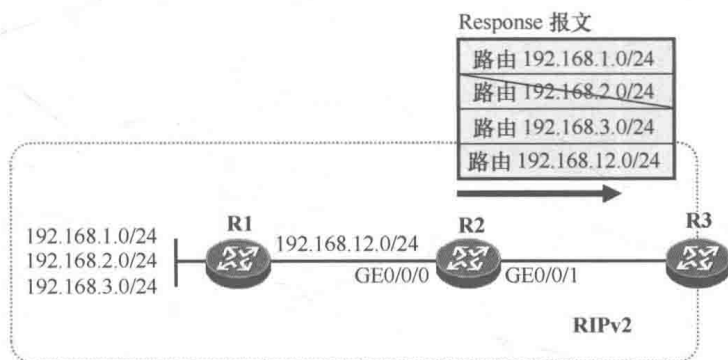 Response 报文
路由 192.168.1.0/24
路由 192.168.2.0/24
路由 192.168.3.0/24
路由 192.168.12.0/24
R1
R2
R3
192.168.1.0/24
192.168.2.0/24
192.168.3.0/24
192.168.12.0/24
GE0/0/0
GE0/0/1
RIPv2